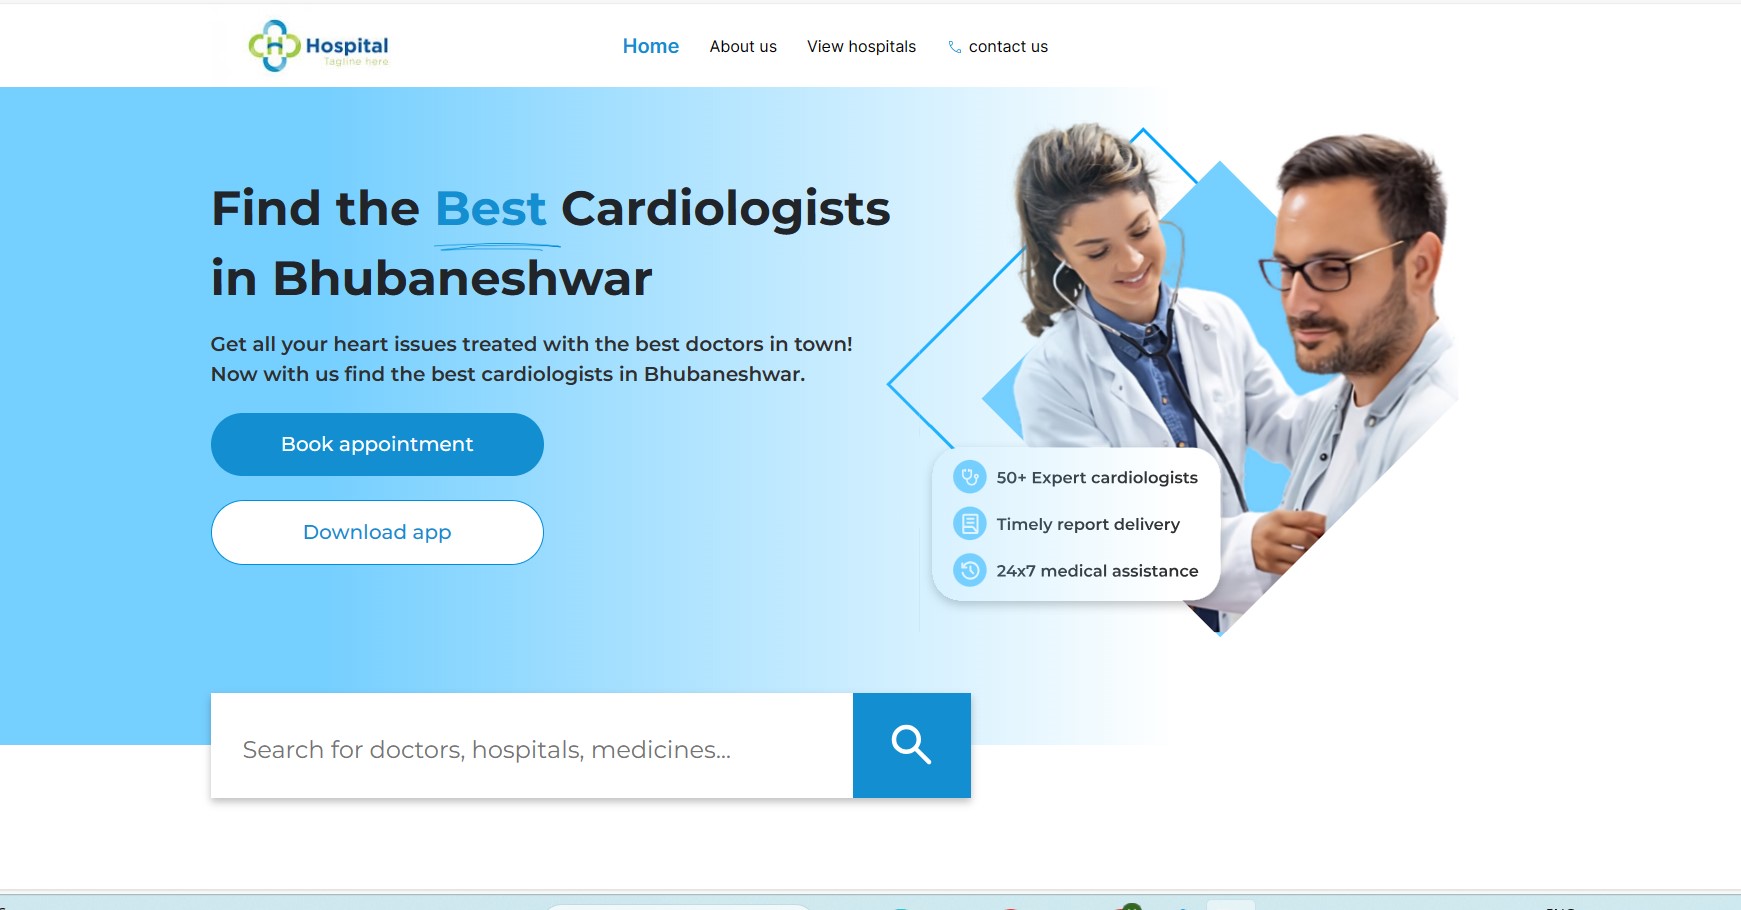 Hospital
Tagline here
Home
About us
View hospitals
contact us
Find the Best Cardiologists
in Bhubaneshwar
Get all your heart issues treated with the best doctors in town!
Now with us find the best cardiologists in Bhubaneshwar.
Book appointment
Download app
50+ Expert cardiologists
Timely report delivery
24x7 medical assistance
Search for doctors, hospitals, medicines...